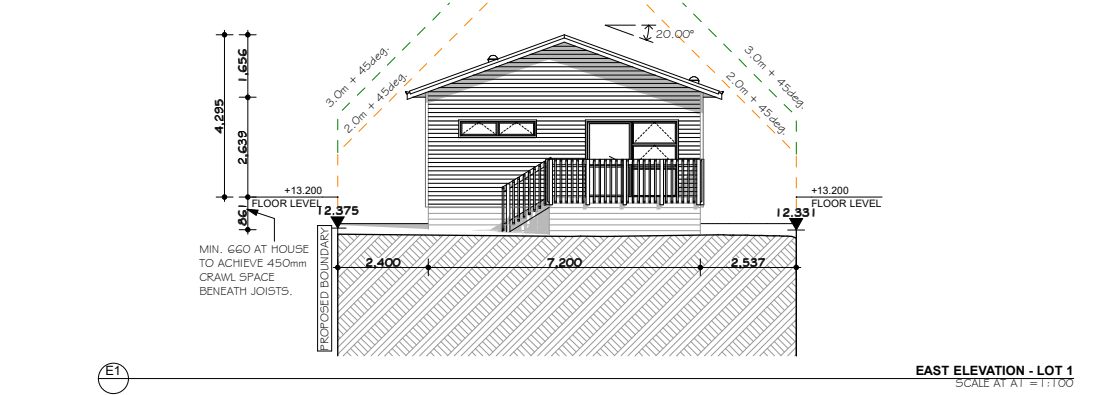 20.00°
3.0m + 45deg.
2.0m + 45deg.
3.0m + 45deg.
2.0m + 45deg.
1,656
4,295
2,639
861
+13.200
FLOOR LEVEL
12.375
+13.200
FLOOR LEVEL
12.331
MIN. 660 AT HOUSE
TO ACHIEVE 450mm
CRAWL SPACE
BENEATH JOISTS.
PROPOSED BOUNDARY
2,400
7,200
2,537
E1
EAST ELEVATION - LOT 1
SCALE AT A1 =1:100